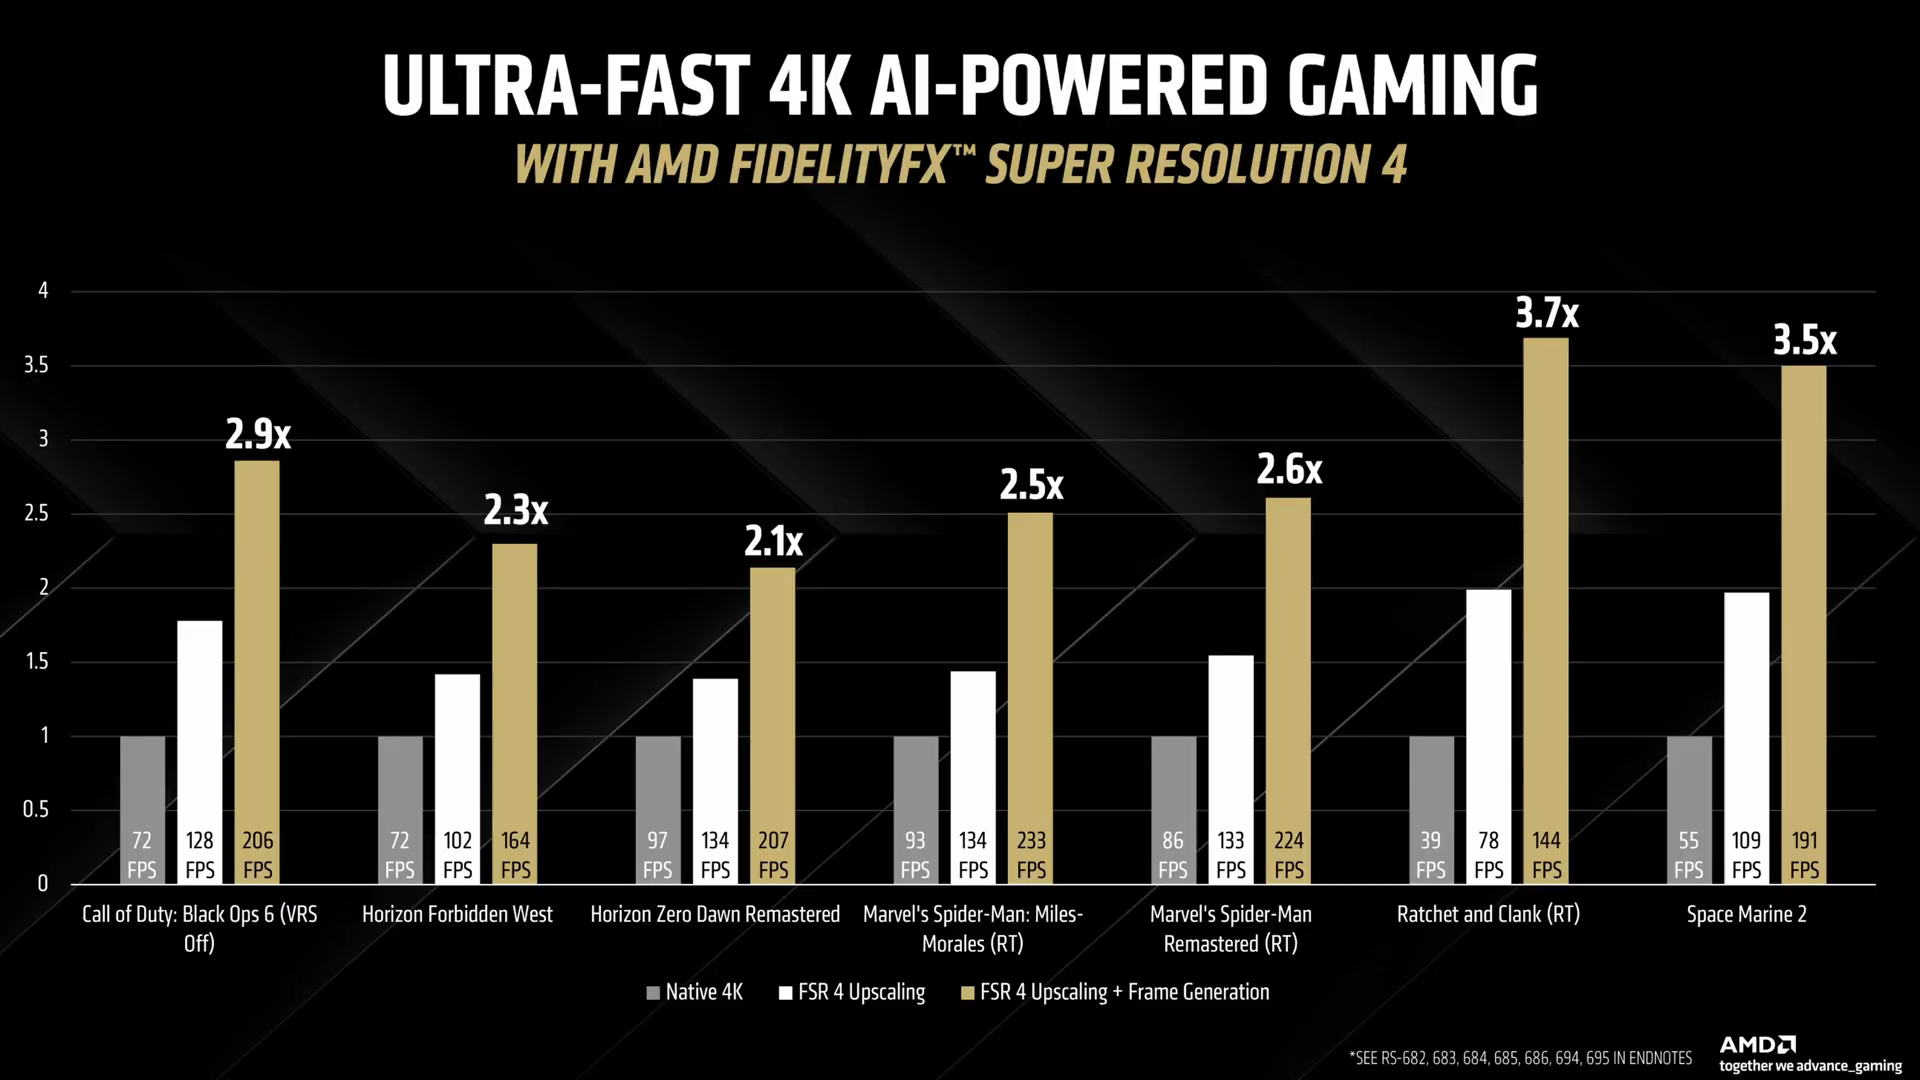 ULTRA-FAST 4K AI-POWERED GAMING
WITH AMD FIDELITYFX™ SUPER RESOLUTION 4
4
3.5
3
2.5
2
1.5
1
0.5
0
2.9x
2.3x
2.1x
2.5x
2.6x
3.7x
3.5x
72 FPS
128 FPS
206 FPS
72 FPS
102 FPS
164 FPS
97 FPS
134 FPS
207 FPS
93 FPS
134 FPS
233 FPS
86 FPS
133 FPS
224 FPS
39 FPS
78 FPS
144 FPS
55 FPS
109 FPS
191 FPS
Call of Duty: Black Ops 6 (VRS
Off)
Horizon Forbidden West
Horizon Zero Dawn Remastered
Marvel's Spider-Man: Miles-
Morales (RT)
Marvel's Spider-Man
Remastered (RT)
Ratchet and Clank (RT)
Space Marine 2
Native 4K
FSR 4 Upscaling
FSR 4 Upscaling + Frame Generation
*SEE RS-682, 683, 684, 685, 686, 694, 695 IN ENDNOTES
AMD
together we advance_gaming